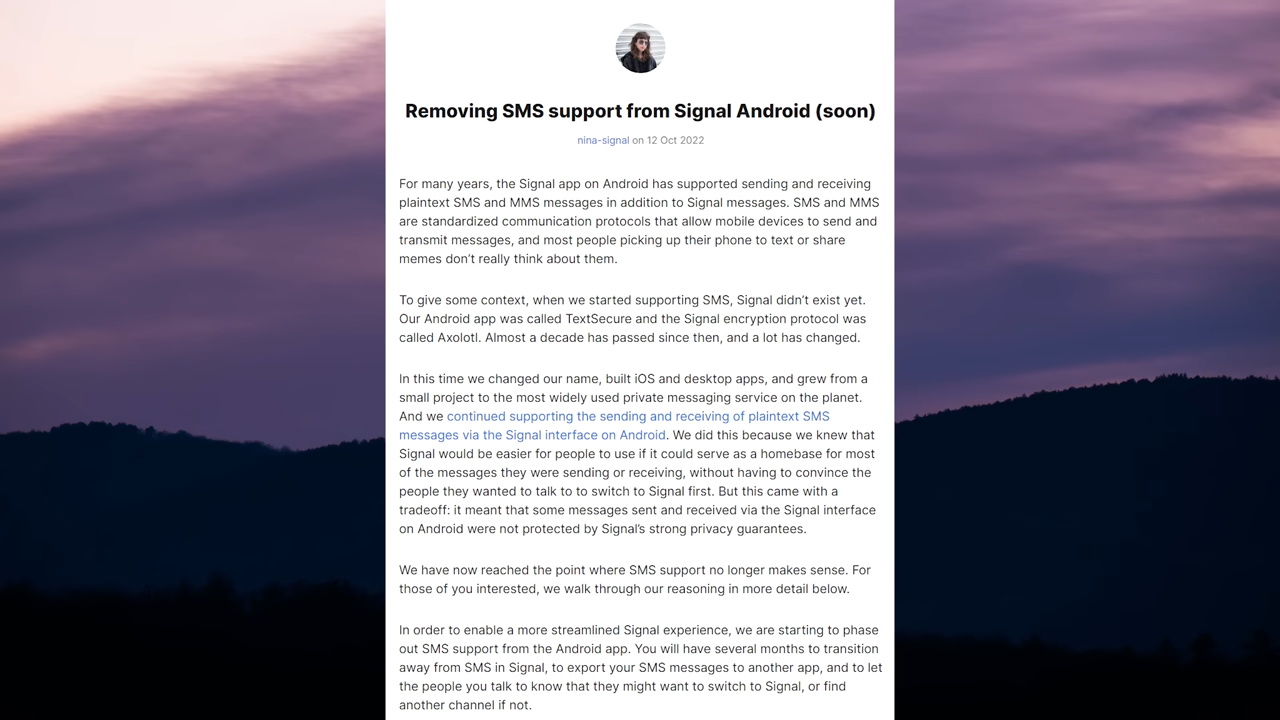 Removing SMS support from Signal Android (soon)
nina-signal on 12 Oct 2022
For many years, the Signal app on Android has supported sending and receiving
plaintext SMS and MMS messages in addition to Signal messages. SMS and MMS
are standardized communication protocols that allow mobile devices to send and
transmit messages, and most people picking up their phone to text or share
memes don’t really think about them.
To give some context, when we started supporting SMS, Signal didn’t exist yet.
Our Android app was called TextSecure and the Signal encryption protocol was
called Axolotl. Almost a decade has passed since then, and a lot has changed.
In this time we changed our name, built iOS and desktop apps, and grew from a
small project to the most widely used private messaging service on the planet.
And we continued supporting the sending and receiving of plaintext SMS
messages via the Signal interface on Android. We did this because we knew that
Signal would be easier for people to use if it could serve as a homebase for most
of the messages they were sending or receiving, without having to convince the
people they wanted to talk to to switch to Signal first. But this came with a
tradeoff: it meant that some messages sent and received via the Signal interface
on Android were not protected by Signal’s strong privacy guarantees.
We have now reached the point where SMS support no longer makes sense. For
those of you interested, we walk through our reasoning in more detail below.
In order to enable a more streamlined Signal experience, we are starting to phase
out SMS support from the Android app. You will have several months to transition
away from SMS in Signal, to export your SMS messages to another app, and to let
the people you talk to know that they might want to switch to Signal, or find
another channel if not.